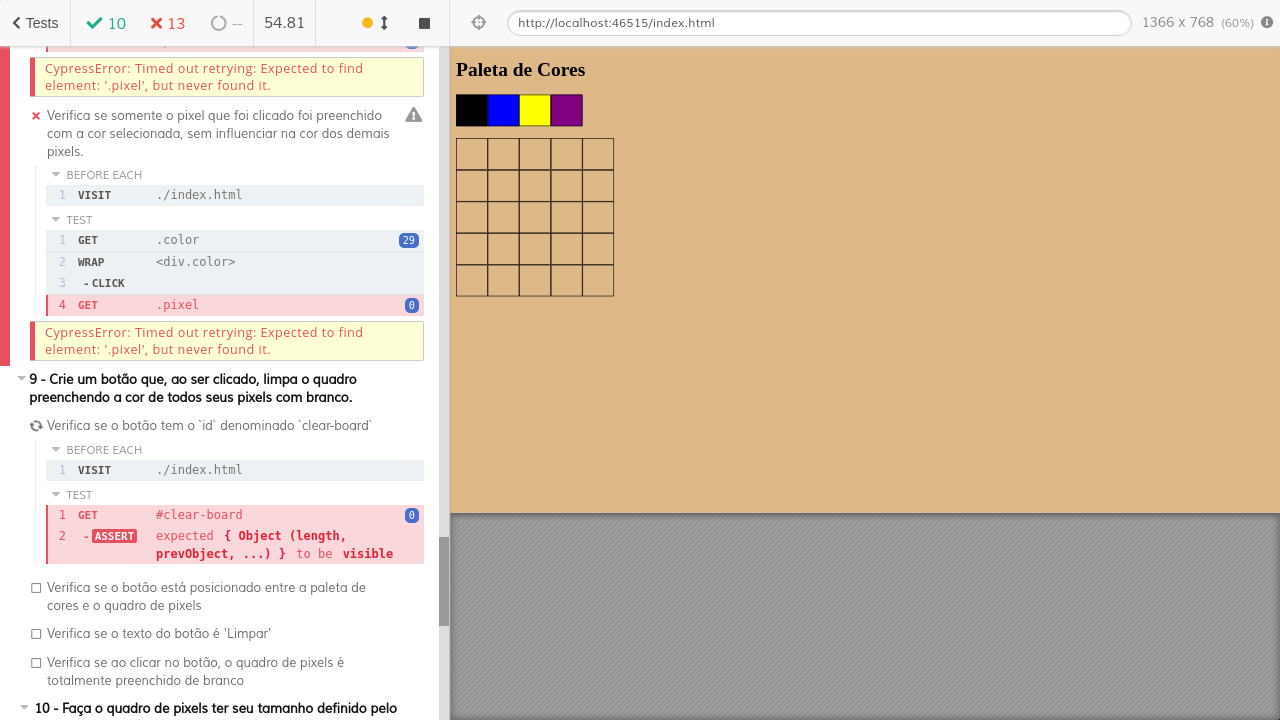 Tests
10
13
--
54.81
http://localhost:46515/index.html
1366 x 768 (60%)
CypressError: Timed out retrying: Expected to find
element: '.pixel', but never found it.
Verifica se somente o pixel que foi clicado foi preenchido
com a cor selecionada, sem influenciar na cor dos demais
pixels.
BEFORE EACH
1 VISIT ./index.html
TEST
1 GET .color 29
2 WRAP <div.color>
3 -CLICK
4 GET .pixel 0
CypressError: Timed out retrying: Expected to find
element: '.pixel', but never found it.
9 - Crie um botão que, ao ser clicado, limpa o quadro
preenchendo a cor de todos seus pixels com branco.
Verifica se o botão tem o `id` denominado `clear-board`
BEFORE EACH
1 VISIT ./index.html
TEST
1 GET #clear-board 0
2 -ASSERT expected { Object (length,
prevObject, ...) } to be visible
Verifica se o botão está posicionado entre a paleta de
cores e o quadro de pixels
Verifica se o texto do botão é 'Limpar'
Verifica se ao clicar no botão, o quadro de pixels é
totalmente preenchido de branco
10 - Faça o quadro de pixels ter seu tamanho definido pelo
Paleta de Cores